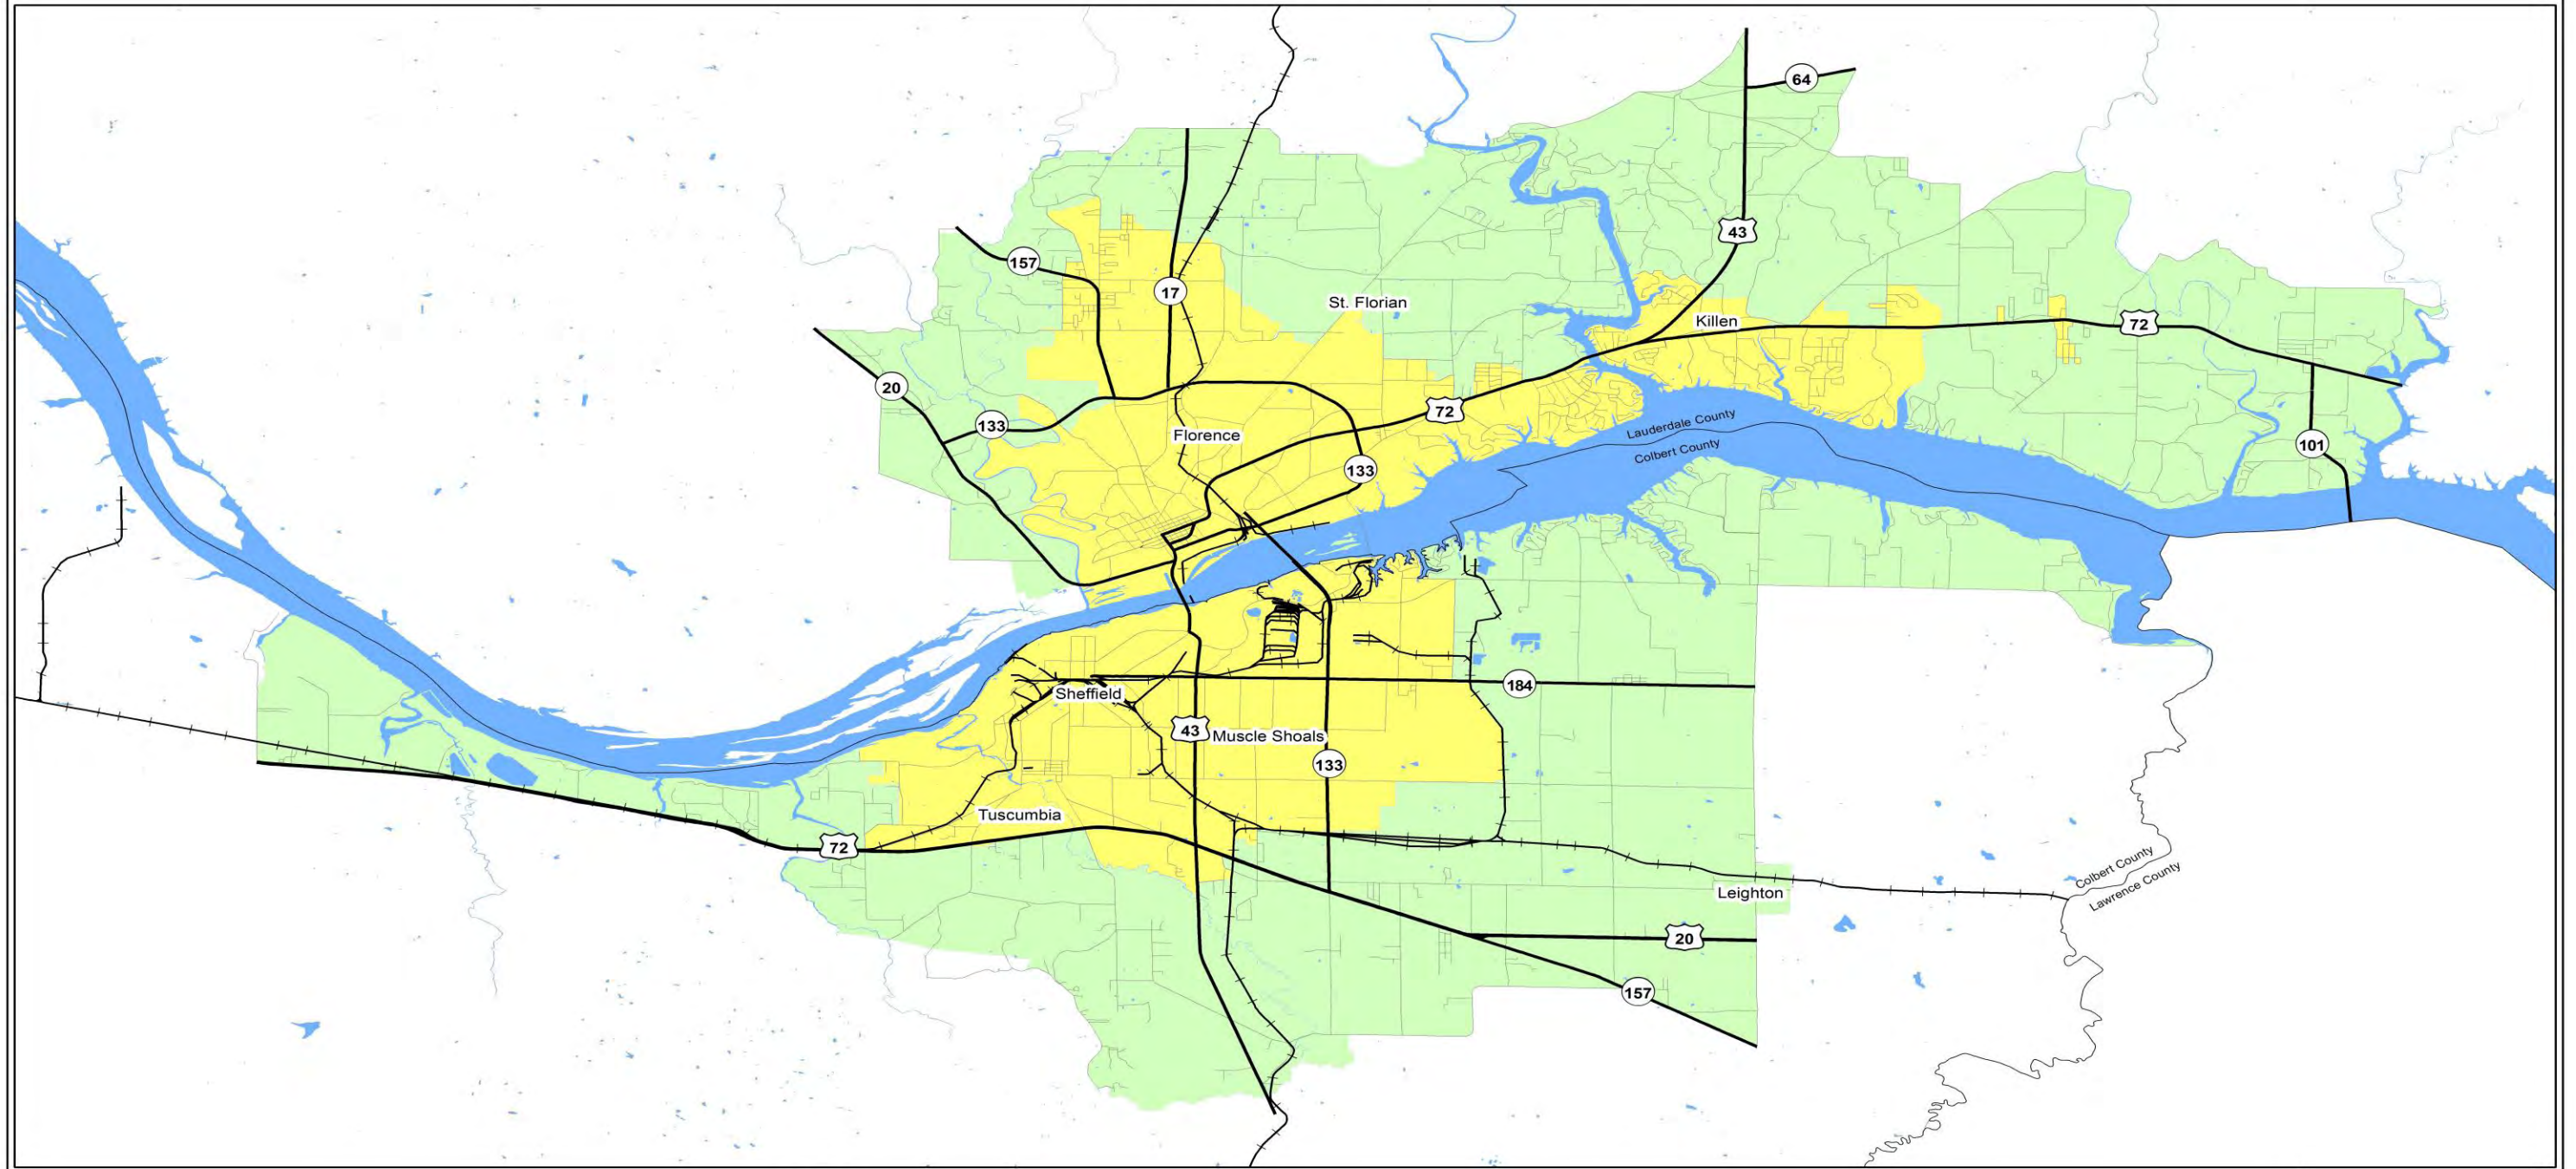 64
43
157
17
St. Florian
Killen
72
20
72
133
Lauderdale County
Florence
Colbert County
101
133
184
Sheffield
43
Muscle Shoals
133
Tuscumbia
72
Colbert County
Lawrence County
Leighton
20
157